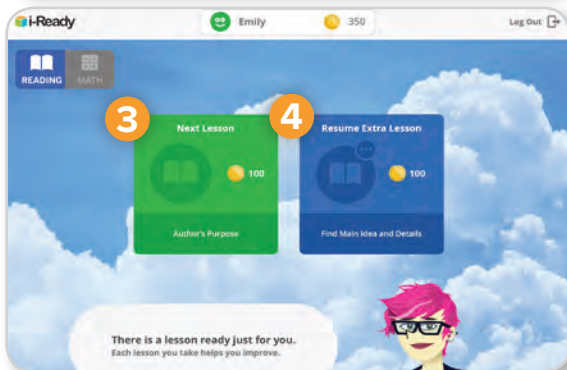 i-Ready
Emily
350
Log Out
READING
MATH
3
4
Next Lesson
Resume Extra Lesson
100
100
Author's Purpose
Find Main Idea and Details
There is a lesson ready just for you.
Each lesson you take helps you improve.